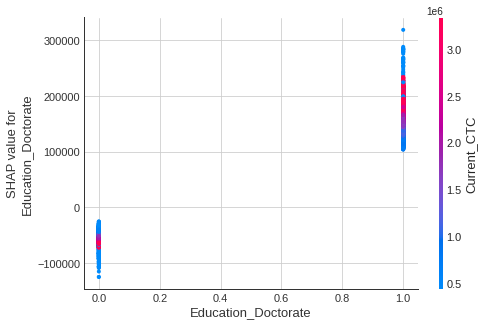 1e6
300000
200000
100000
0
−100000
SHAP value for
Education_Doctorate
0.0 0.2 0.4 0.6 0.8 1.0
Education_Doctorate
3.0
2.5
2.0
1.5
1.0
0.5
Current_CTC